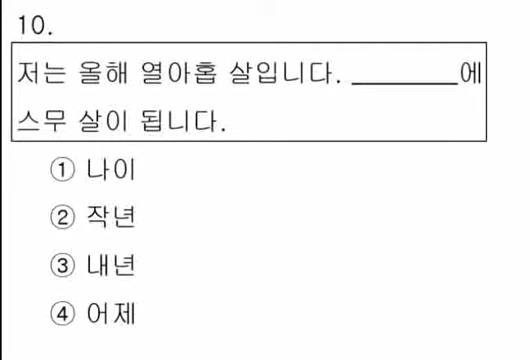 10.
저는 올해 열아홉 살입니다. ________에
스무 살이 됩니다.
① 나이
② 작년
③ 내년
④ 어제